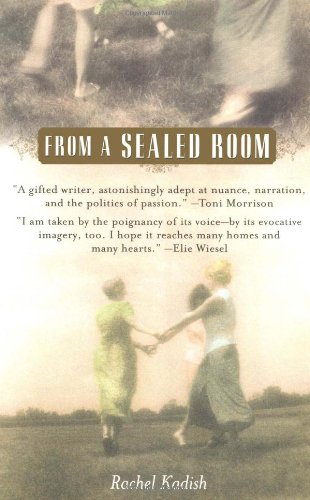 FROM A SEALED ROOM
"A gifted writer, astonishingly adept at nuance, narration,
and the politics of passion." —Toni Morrison
"I am taken by the poignancy of its voice—by its evocative
imagery, too. I hope it reaches many homes and
many hearts." —Elie Wiesel
Rachel Kadish
Copyrighted Material